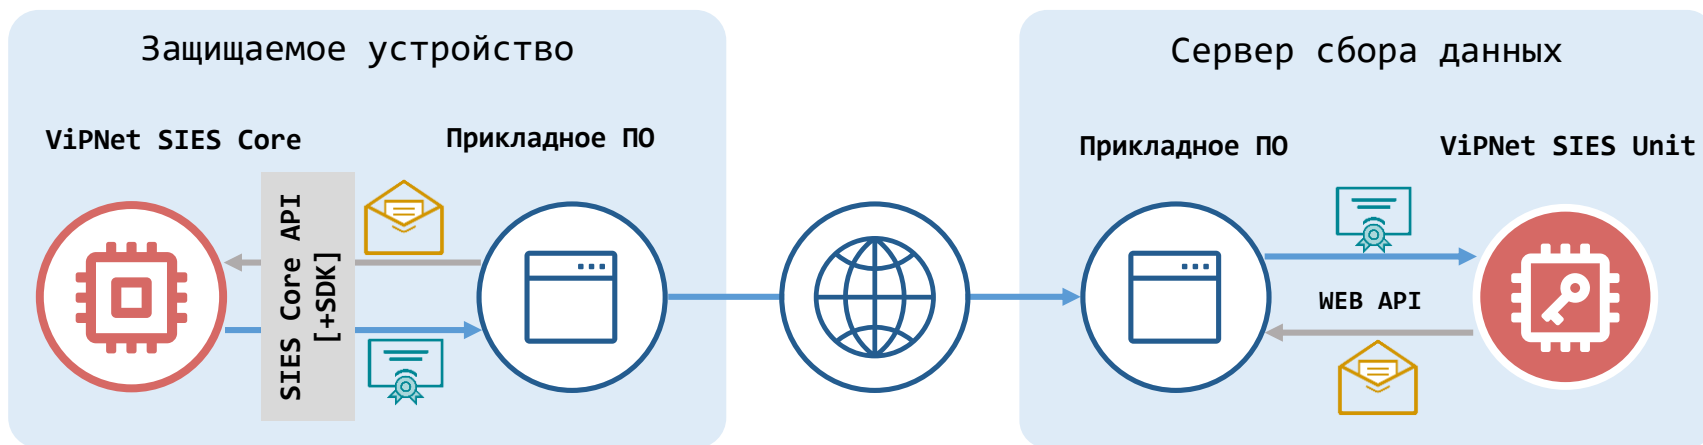 Защищаемое устройство
ViPNet SIES Core
Прикладное ПО
SIES Core API
[+SDK]
Сервер сбора данных
Прикладное ПО
ViPNet SIES Unit
WEB API